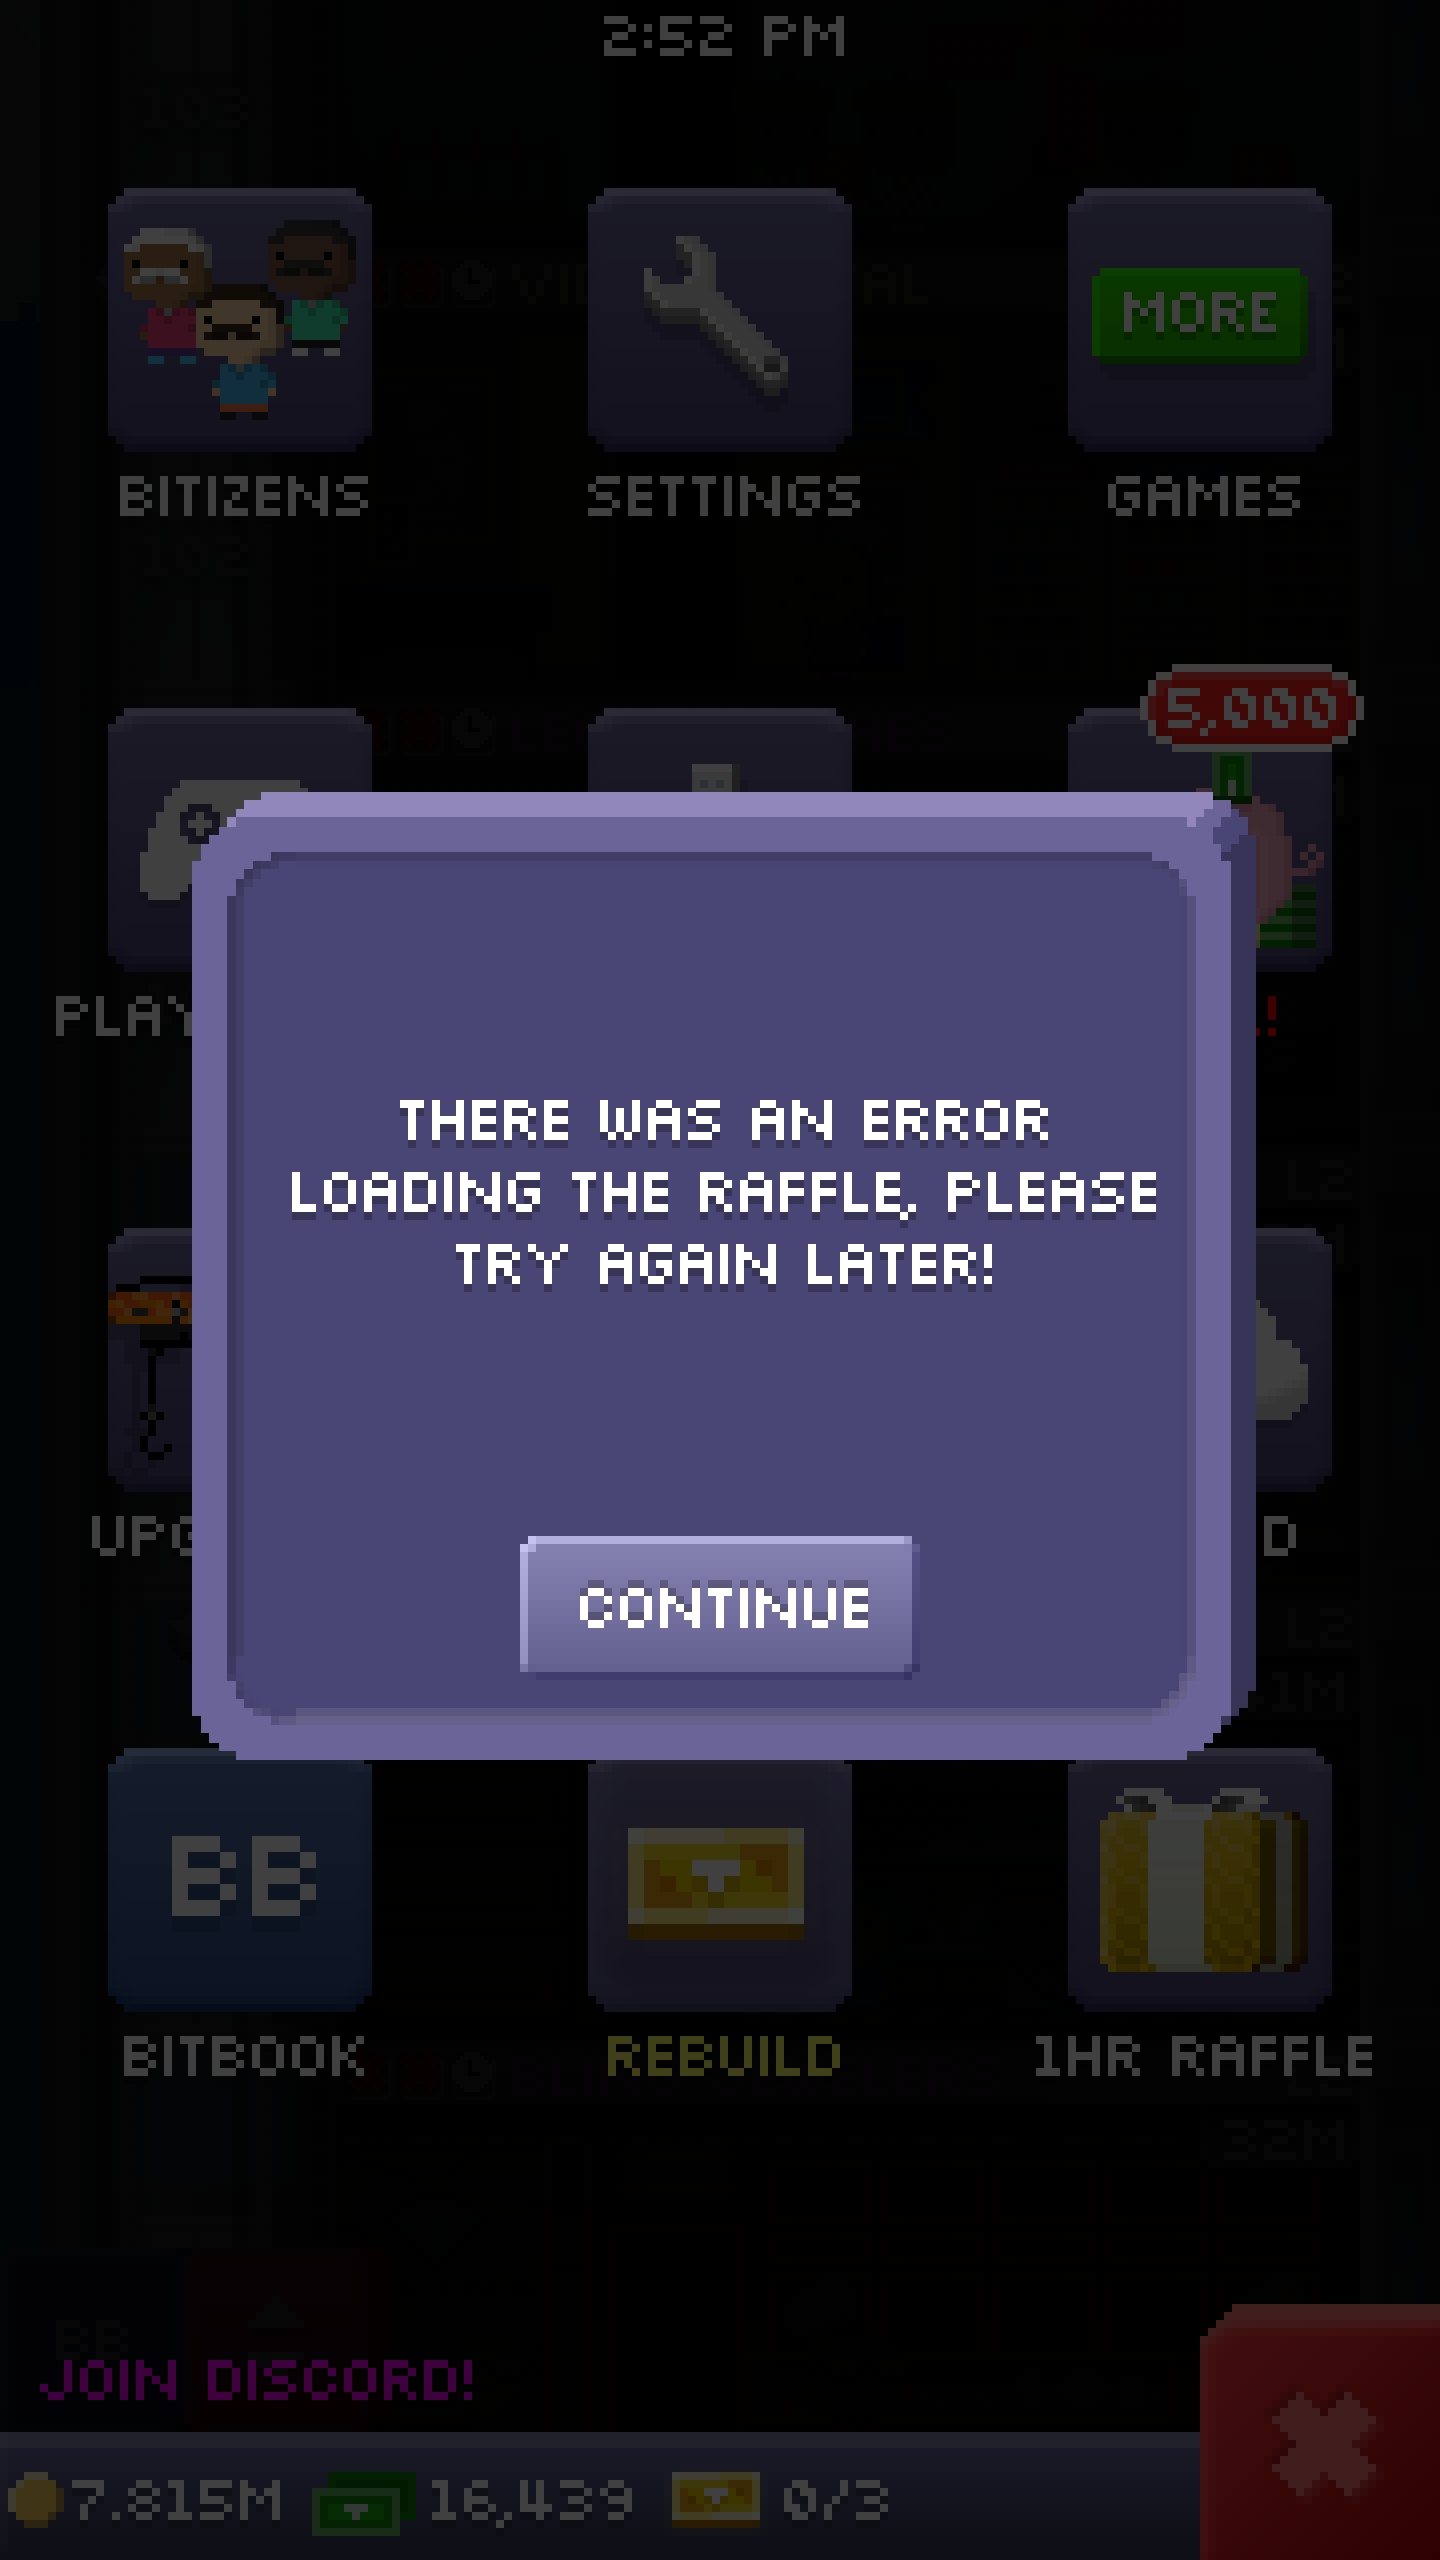 2:52 PM
MORE
BITIZENS
SETTINGS
GAMES
5,000
THERE WAS AN ERROR
LOADING THE RAFFLE, PLEASE
TRY AGAIN LATER!
CONTINUE
BB
BITBOOK
REBUILD
1HR RAFFLE
32M
JOIN DISCORD!
7.815M
16,439
0/3